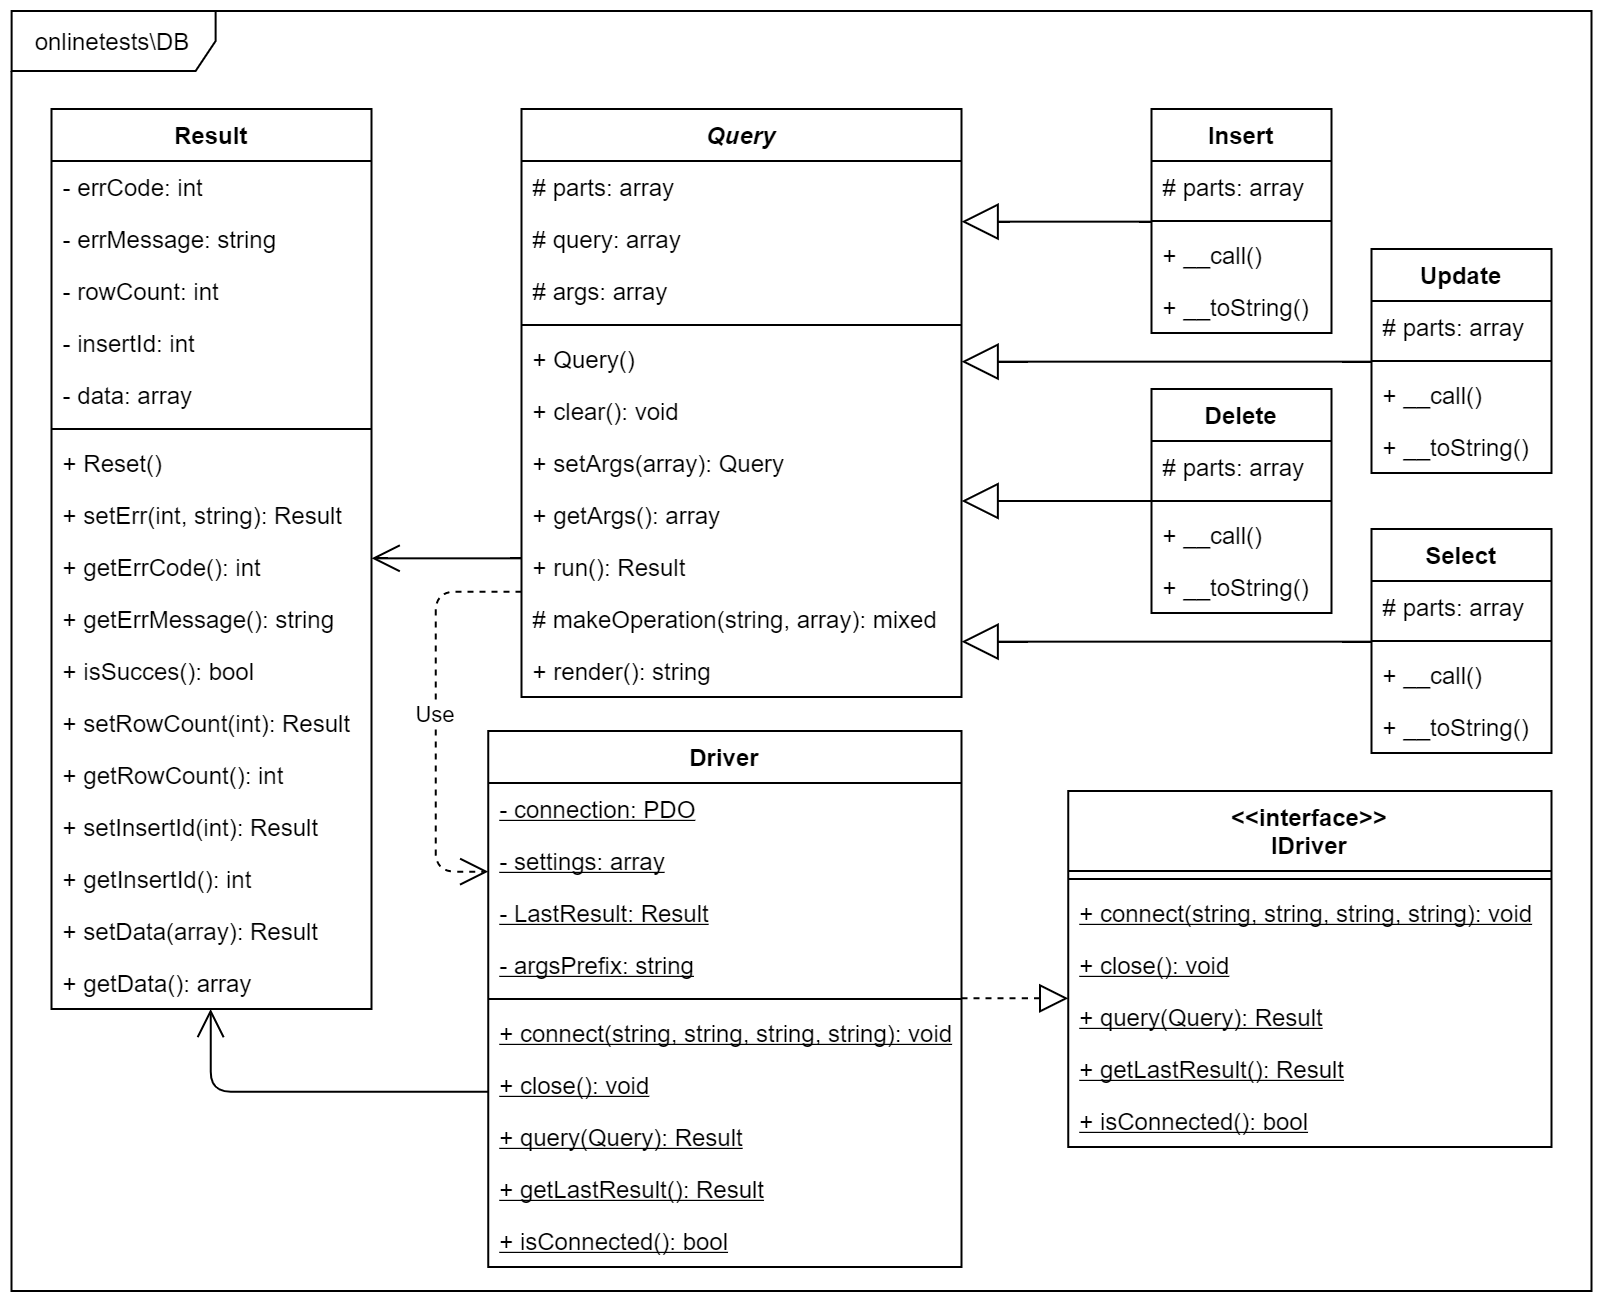 onlinetests\DB
Result
- errCode: int
- errMessage: string
- rowCount: int
- insertId: int
- data: array
+ Reset()
+ setErr(int, string): Result
+ getErrCode(): int
+ getErrMessage(): string
+ isSucces(): bool
+ setRowCount(int): Result
+ getRowCount(): int
+ setInsertId(int): Result
+ getInsertId(): int
+ setData(array): Result
+ getData(): array
Query
# parts: array
# query: array
# args: array
+ Query()
+ clear(): void
+ setArgs(array): Query
+ getArgs(): array
+ run(): Result
# makeOperation(string, array): mixed
+ render(): string
Use
Driver
- connection: PDO
- settings: array
- LastResult: Result
- argsPrefix: string
+ connect(string, string, string, string): void
+ close(): void
+ query(Query): Result
+ getLastResult(): Result
+ isConnected(): bool
Insert
# parts: array
+ __call()
+ __toString()
Update
# parts: array
+ __call()
+ __toString()
Delete
# parts: array
+ __call()
+ __toString()
Select
# parts: array
+ __call()
+ __toString()
<<interface>>
IDriver
+ connect(string, string, string, string): void
+ close(): void
+ query(Query): Result
+ getLastResult(): Result
+ isConnected(): bool